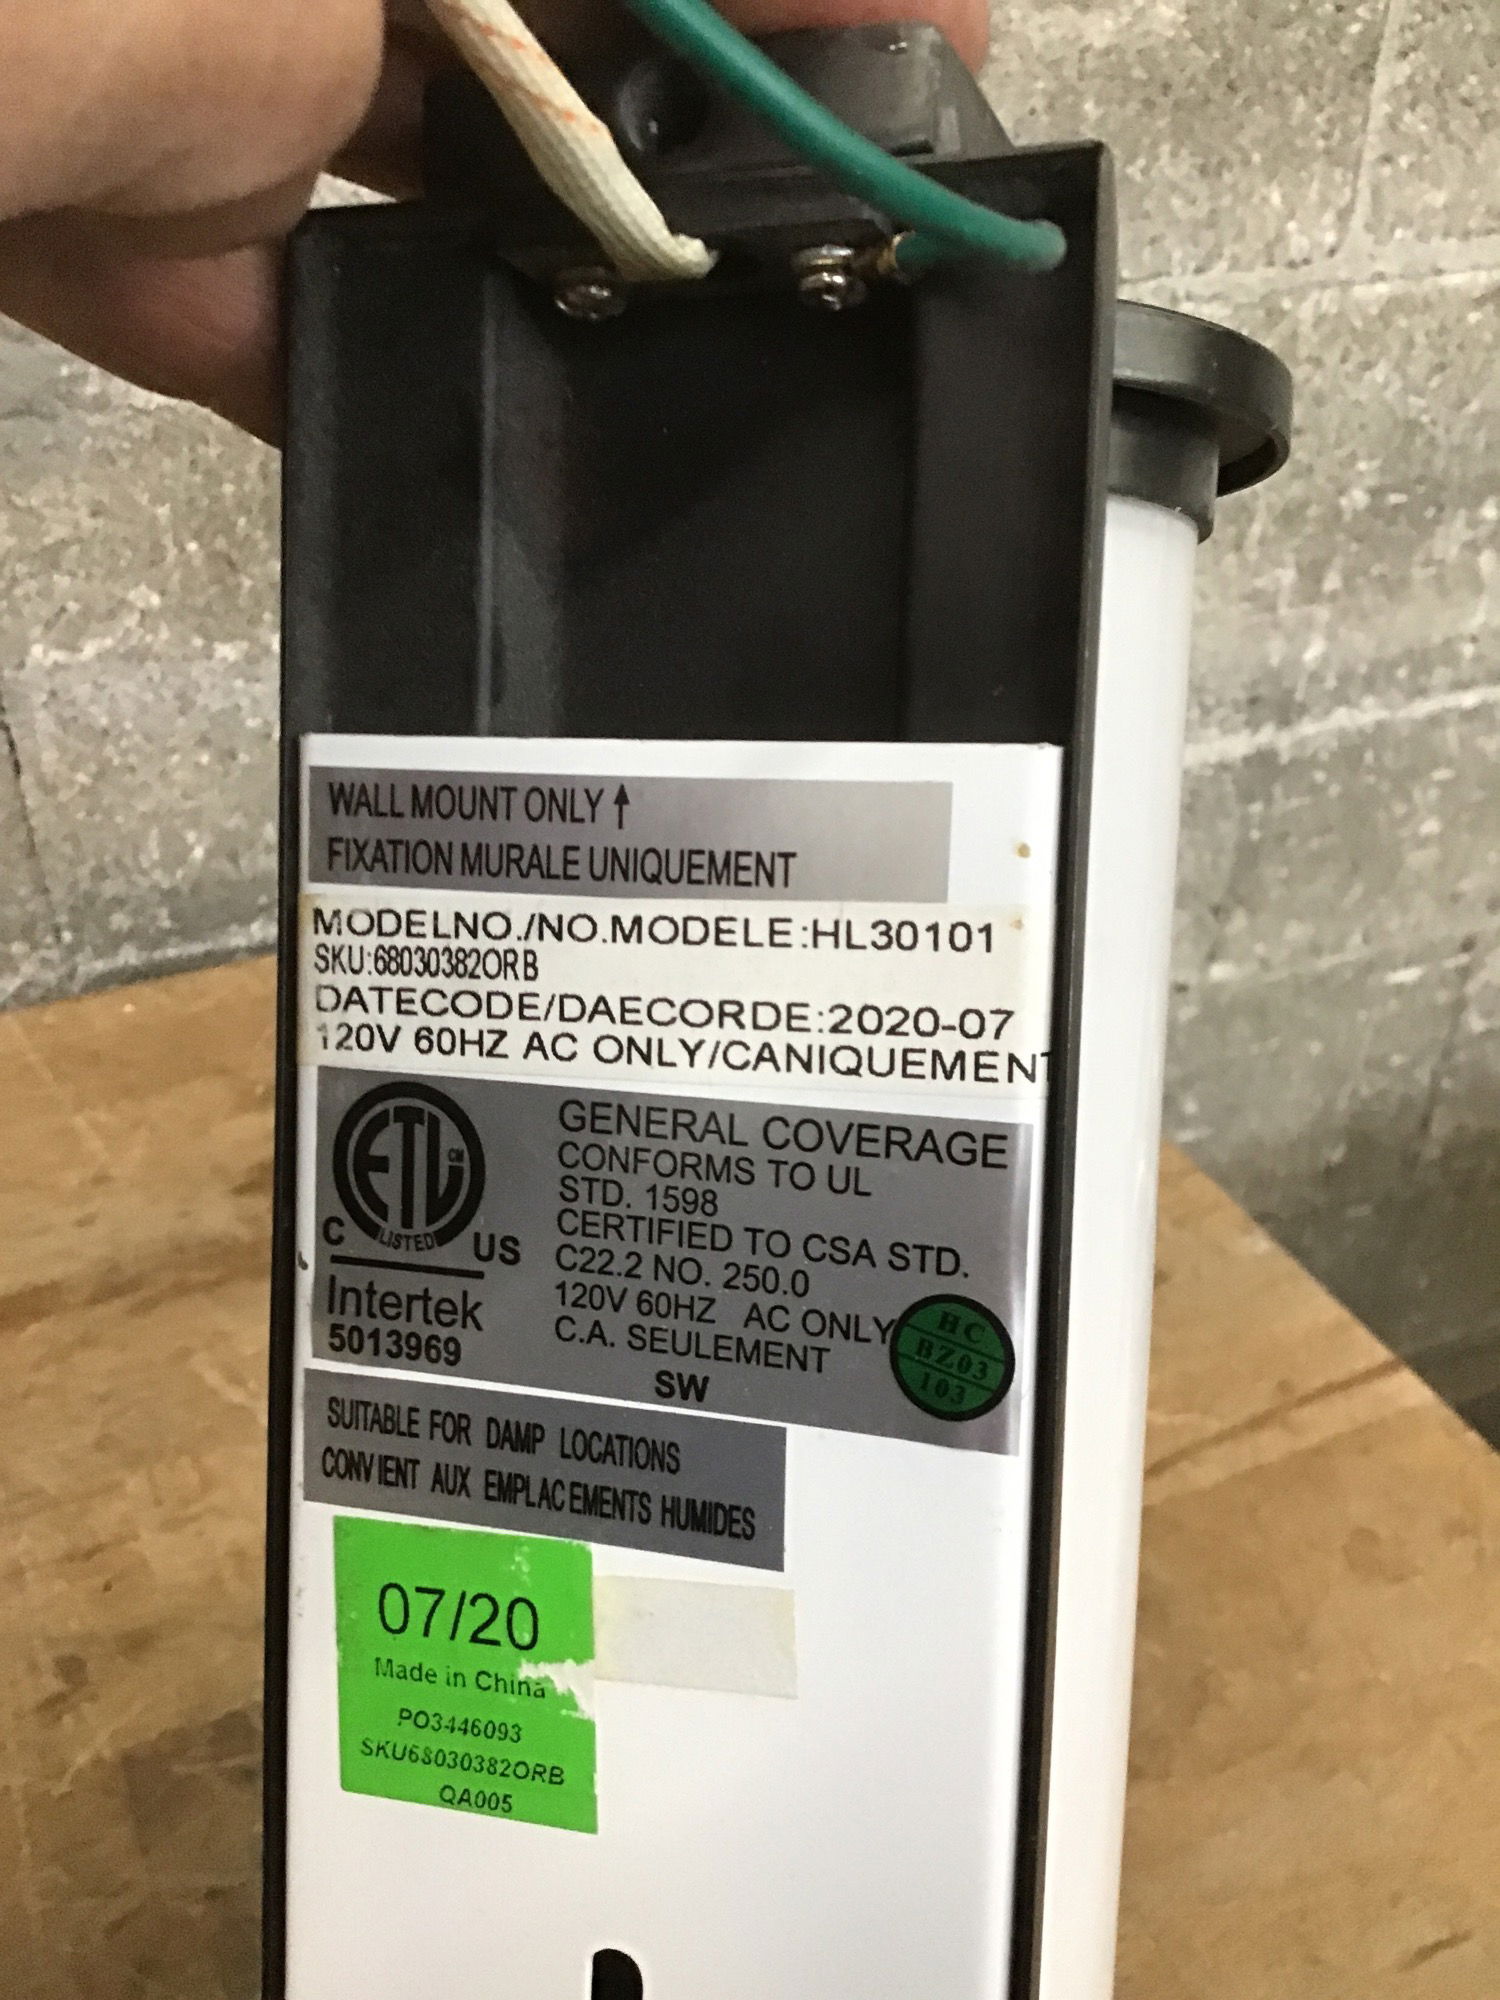 WALL MOUNT ONLY ↑
FIXATION MURALE UNIQUEMENT
MODELNO./NO.MODELE:HL30101
SKU:68030382ORB
DATECODE/DAECORDE:2020-07
120V 60HZ AC ONLY/CANIQUEMENT
ETL CM
LISTED
C US
Intertek
5013969
GENERAL COVERAGE
CONFORMS TO UL
STD. 1598
CERTIFIED TO CSA STD.
C22.2 NO. 250.0
120V 60HZ AC ONLY
C.A. SEULEMENT
SW
HC
BZ03
103
SUITABLE FOR DAMP LOCATIONS
CONVIENT AUX EMPLACEMENTS HUMIDES
07/20
Made in China
PO3446093
SKU68030382ORB
QA005